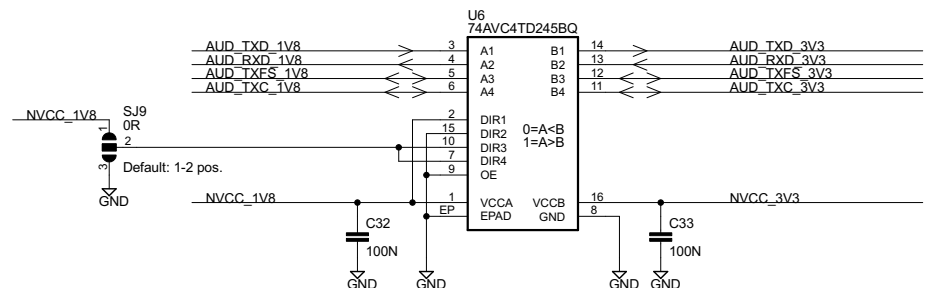 U6
74AVC4TD245BQ
AUD_TXD_1V8 3 A1 B1 14 AUD_TXD_3V3
AUD_RXD_1V8 4 A2 B2 13 AUD_RXD_3V3
AUD_TXFS_1V8 5 A3 B3 12 AUD_TXFS_3V3
AUD_TXC_1V8 6 A4 B4 11 AUD_TXC_3V3
NVCC_1V8 SJ9
0R
1
2
3
Default: 1-2 pos.
GND
2 DIR1
15 DIR2 0=A<B
10 DIR3 1=A>B
7 DIR4
9 OE
NVCC_1V8 1 VCCA VCCB 16 NVCC_3V3
EP EPAD GND 8
C32
100N
C33
100N
GND GND GND GND